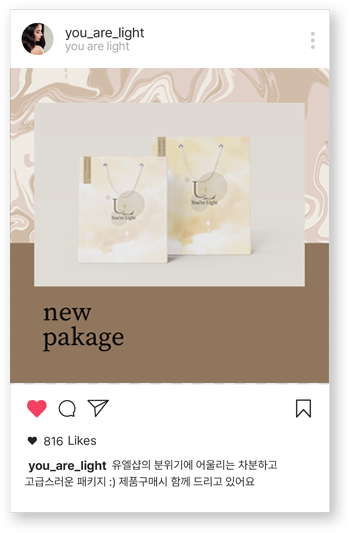 you_are_light
you are light
UL
You're Light
UL
You're Light
new
pakage
816 Likes
you_are_light 유엘샵의 분위기에 어울리는 차분하고
고급스러운 패키지 :) 제품구매시 함께 드리고 있어요